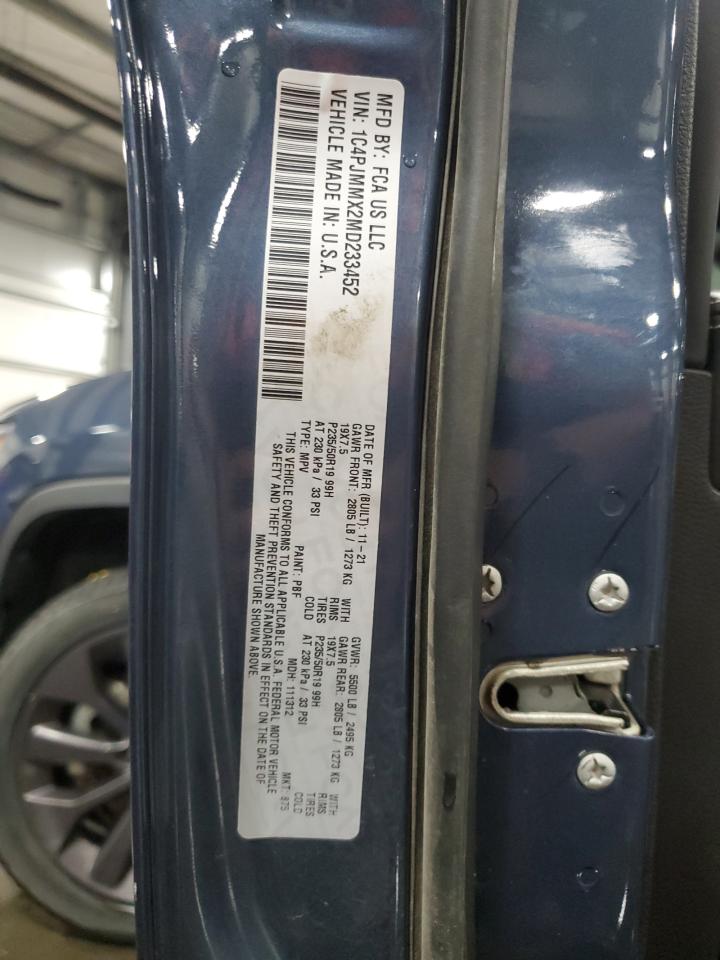 MFD BY: FCA US LLC
VIN: 1C4PJMMX2MD233452
VEHICLE MADE IN: U.S.A.
DATE OF MFR (BUILT): 11-21 GVWR: 5500 LB / 2495 KG
GAWR FRONT: 2805 LB / 1273 KG WITH GAWR REAR: 2805 LB / 1273 KG WITH
19X7.5 RIMS 19X7.5 RIMS
P235/50R19 99H TIRES P235/50R19 99H TIRES
AT 230 kPa / 33 PSI COLD AT 230 kPa / 33 PSI COLD
TYPE: MPV PAINT: PBF MDH: 111312 MKT: 875
THIS VEHICLE CONFORMS TO ALL APPLICABLE U.S.A. FEDERAL MOTOR VEHICLE
SAFETY AND THEFT PREVENTION STANDARDS IN EFFECT ON THE DATE OF
MANUFACTURE SHOWN ABOVE.